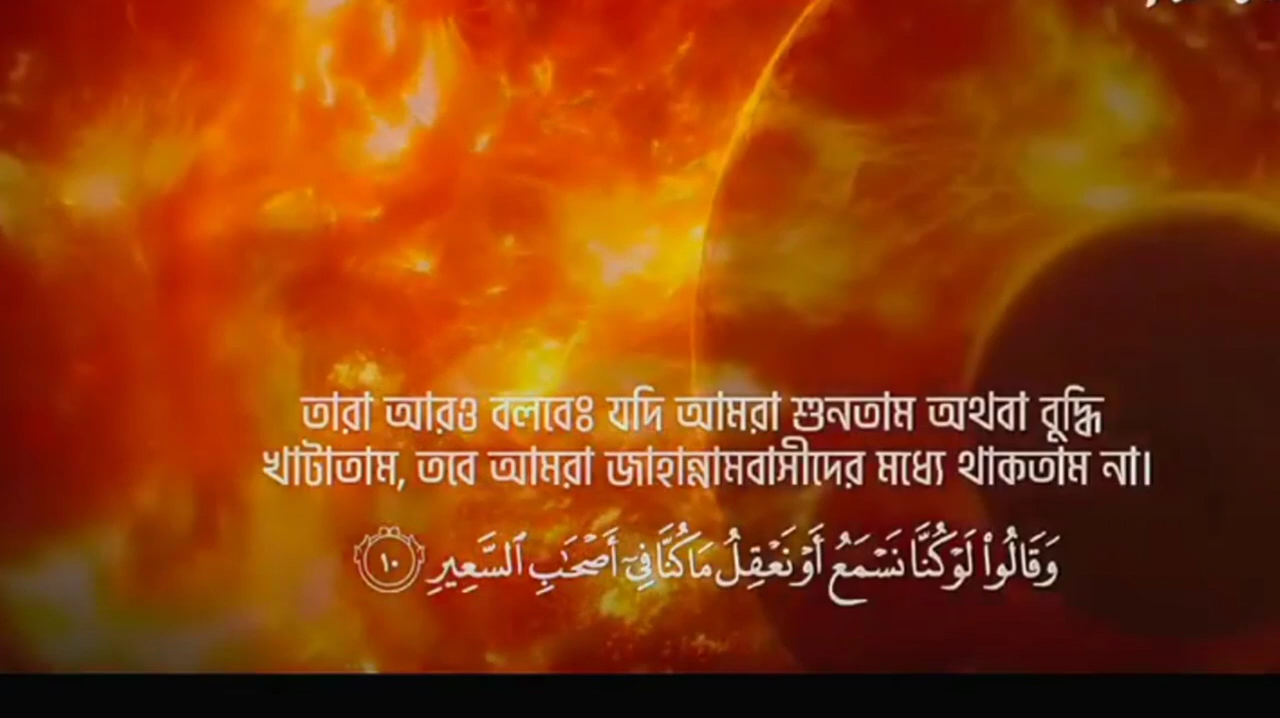 তারা আরও বলবেঃ যদি আমরা শুনতাম অথবা বুদ্ধি
খাটাতাম, তবে আমরা জাহান্নামবাসীদের মধ্যে থাকতাম না।
وَقَالُوا۟ لَوْ كُنَّا نَسْمَعُ أَوْ نَعْقِلُ مَا كُنَّا فِىٓ أَصْحَـٰبِ ٱلسَّعِيرِ ١٠